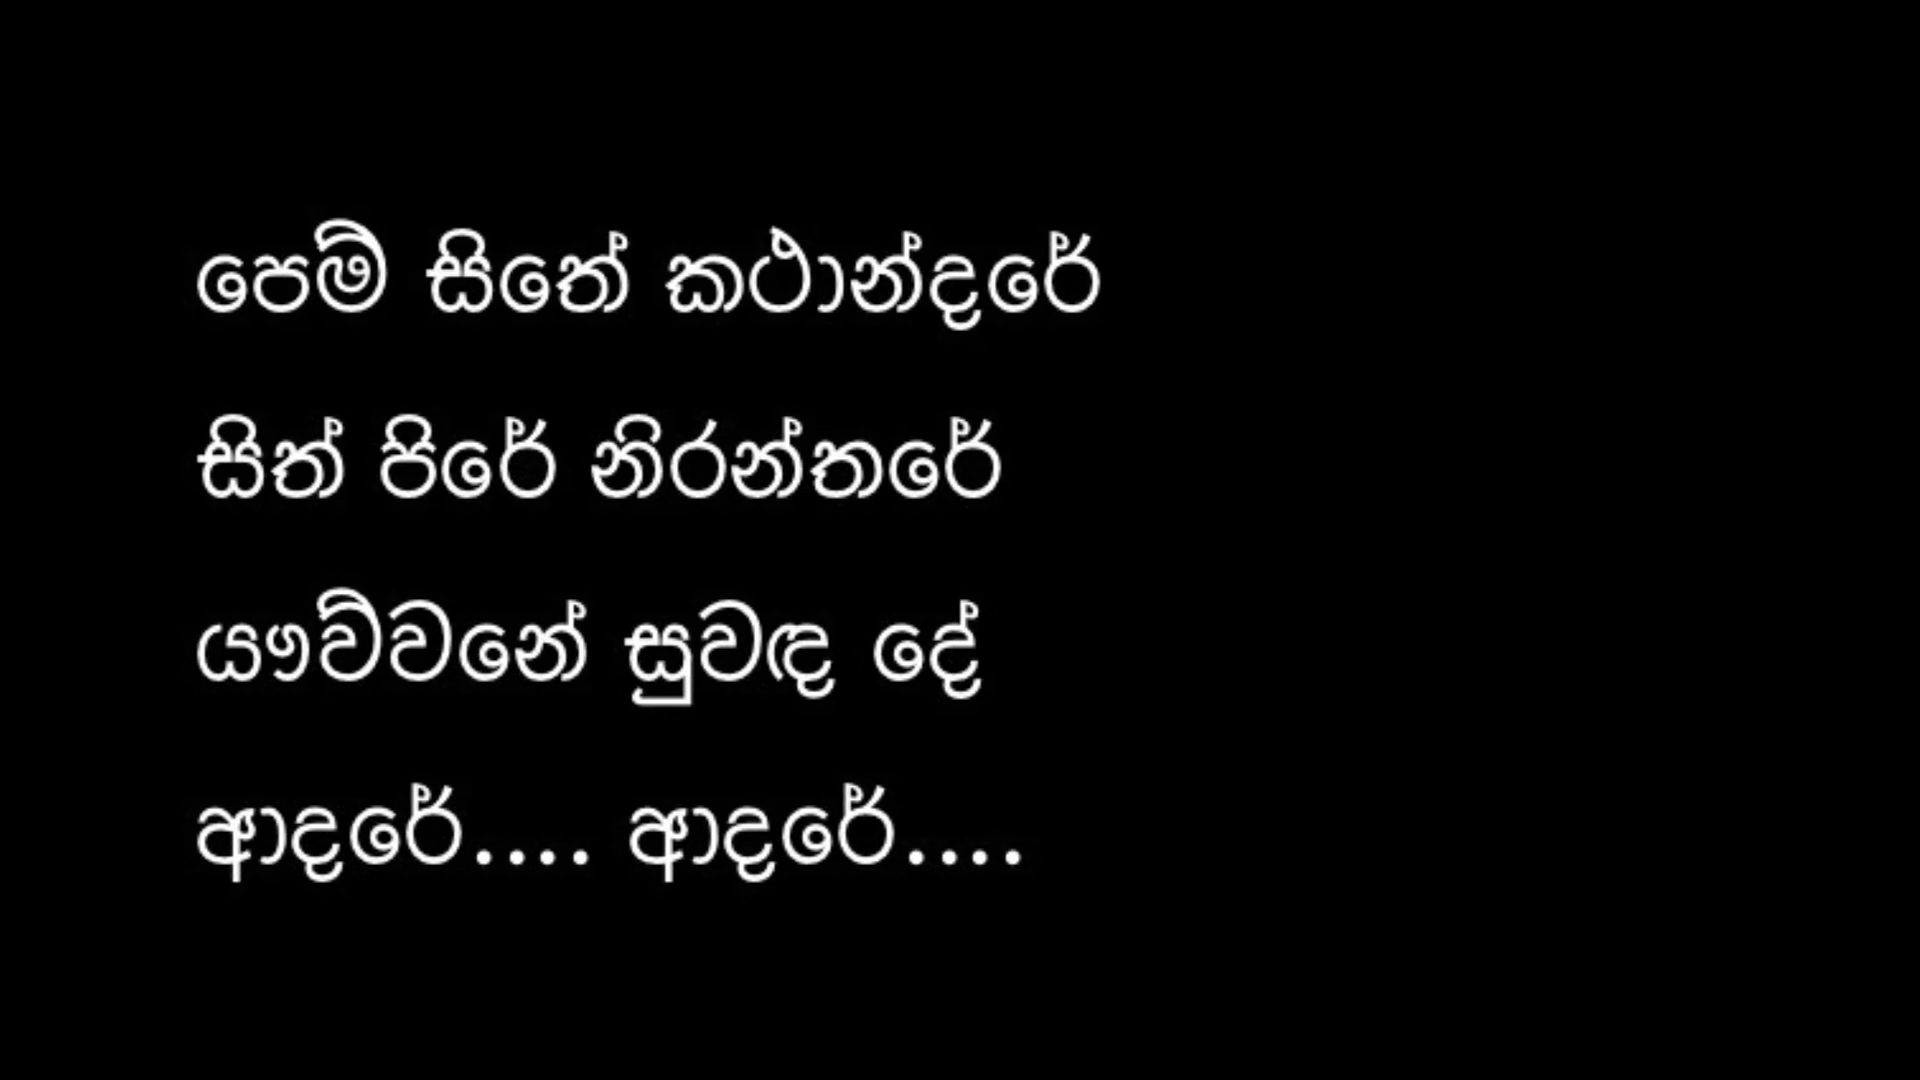 පෙම් සිතේ කථාන්දරේ
සිත් පිරේ නිරන්තරේ
යෟව්වනේ සුවඳ දේ
ආදරේ.... ආදරේ....